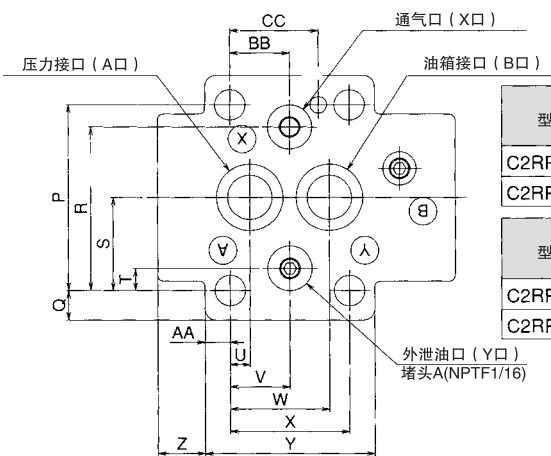 CC
通气口（X口）
BB
压力接口（A口）
油箱接口（B口）
型
C2RF
C2RF
X
P
R
S
T
Q
A
Y
B
型
C2RF
C2RF
AA
U
V
W
X
Z
Y
外泄油口（Y口）
堵头A(NPTF1/16)